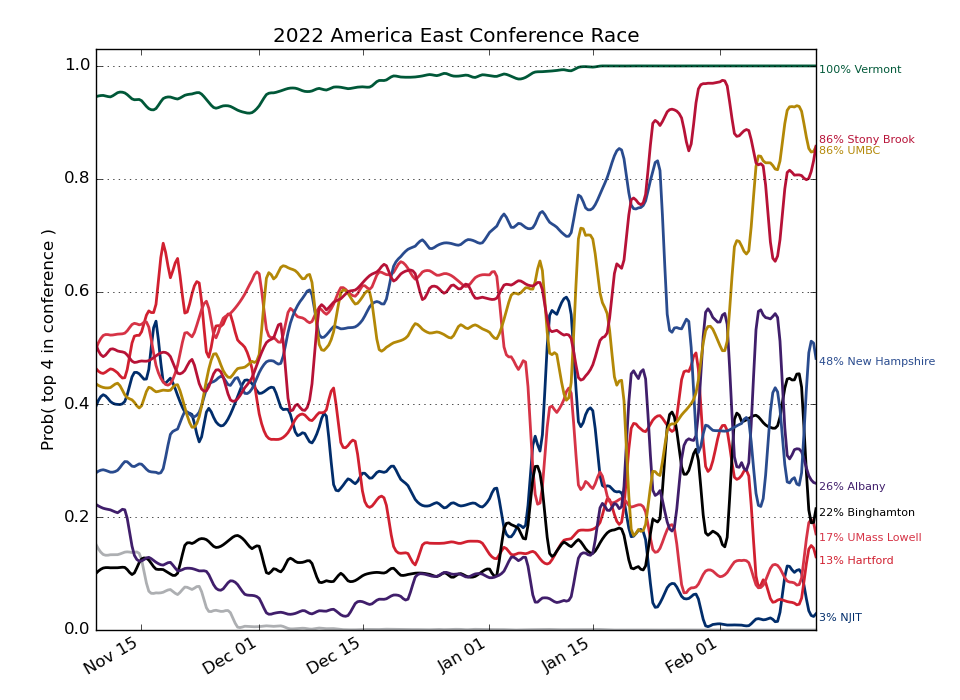 2022 America East Conference Race
Prob( top 4 in conference )
1.0
0.8
0.6
0.4
0.2
0.0
Nov 15
Dec 01
Dec 15
Jan 01
Jan 15
Feb 01
100% Vermont
86% Stony Brook
86% UMBC
48% New Hampshire
26% Albany
22% Binghamton
17% UMass Lowell
13% Hartford
3% NJIT